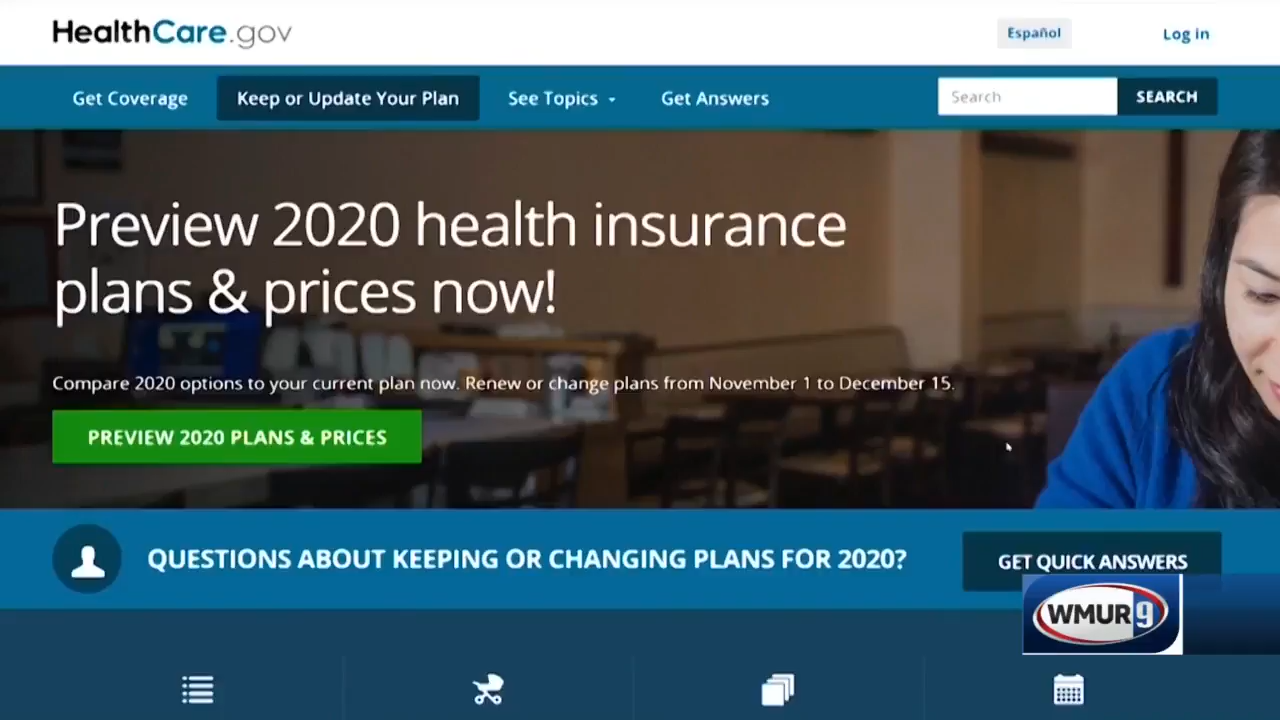 HealthCare.gov
Español
Log in
Get Coverage
Keep or Update Your Plan
See Topics
Get Answers
Search
SEARCH
Preview 2020 health insurance
plans & prices now!
Compare 2020 options to your current plan now. Renew or change plans from November 1 to December 15.
PREVIEW 2020 PLANS & PRICES
QUESTIONS ABOUT KEEPING OR CHANGING PLANS FOR 2020?
GET QUICK ANSWERS
WMUR 9